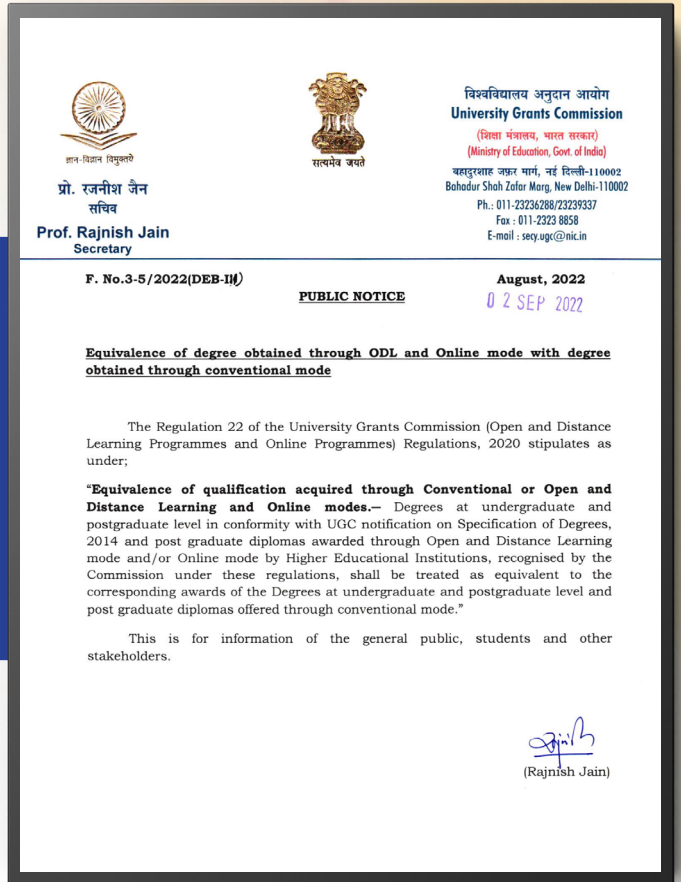 ज्ञान-विज्ञान विमुक्तये
प्रो. रजनीश जैन
सचिव
Prof. Rajnish Jain
Secretary
सत्यमेव जयते
विश्वविद्यालय अनुदान आयोग
University Grants Commission
(शिक्षा मंत्रालय, भारत सरकार)
(Ministry of Education, Govt. of India)
बहादुरशाह ज़फ़र मार्ग, नई दिल्ली-110002
Bahadur Shah Zafar Marg, New Delhi-110002
Ph.: 011-23236288/23239337
Fax : 011-2323 8858
E-mail : secy.ugc@nic.in
F. No.3-5/2022(DEB-III)
August, 2022
PUBLIC NOTICE
02 SEP 2022
Equivalence of degree obtained through ODL and Online mode with degree
obtained through conventional mode
The Regulation 22 of the University Grants Commission (Open and Distance
Learning Programmes and Online Programmes) Regulations, 2020 stipulates as
under;
“Equivalence of qualification acquired through Conventional or Open and
Distance Learning and Online modes.— Degrees at undergraduate and
postgraduate level in conformity with UGC notification on Specification of Degrees,
2014 and post graduate diplomas awarded through Open and Distance Learning
mode and/or Online mode by Higher Educational Institutions, recognised by the
Commission under these regulations, shall be treated as equivalent to the
corresponding awards of the Degrees at undergraduate and postgraduate level and
post graduate diplomas offered through conventional mode.”
This is for information of the general public, students and other
stakeholders.
(Rajnish Jain)